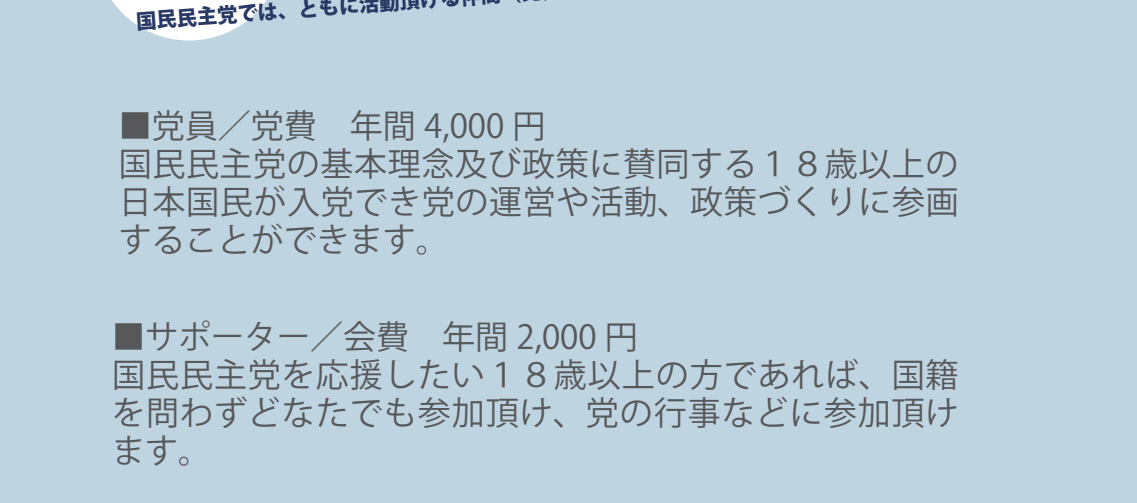 国民民主党では、ともに活動頂ける仲間
■党員／党費　年間 4,000 円
国民民主党の基本理念及び政策に賛同する１８歳以上の
日本国民が入党でき党の運営や活動、政策づくりに参画
することができます。
■サポーター／会費　年間 2,000 円
国民民主党を応援したい１８歳以上の方であれば、国籍
を問わずどなたでも参加頂け、党の行事などに参加頂け
ます。